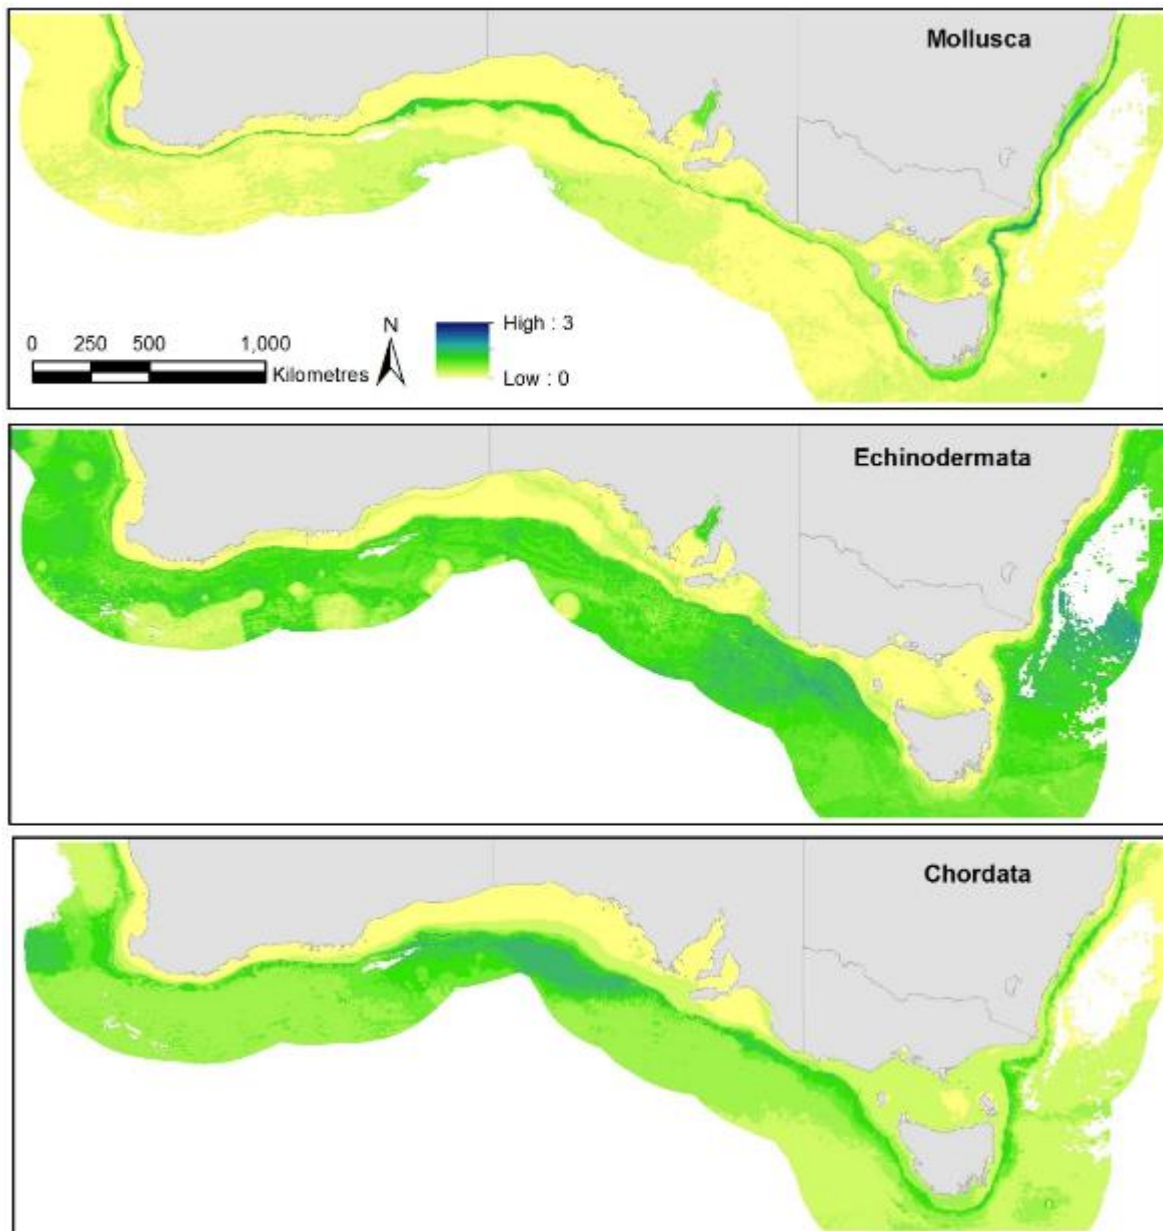 Mollusca
N
High : 3
0 250 500 1,000
Kilometres
Low : 0
Echinodermata
Chordata